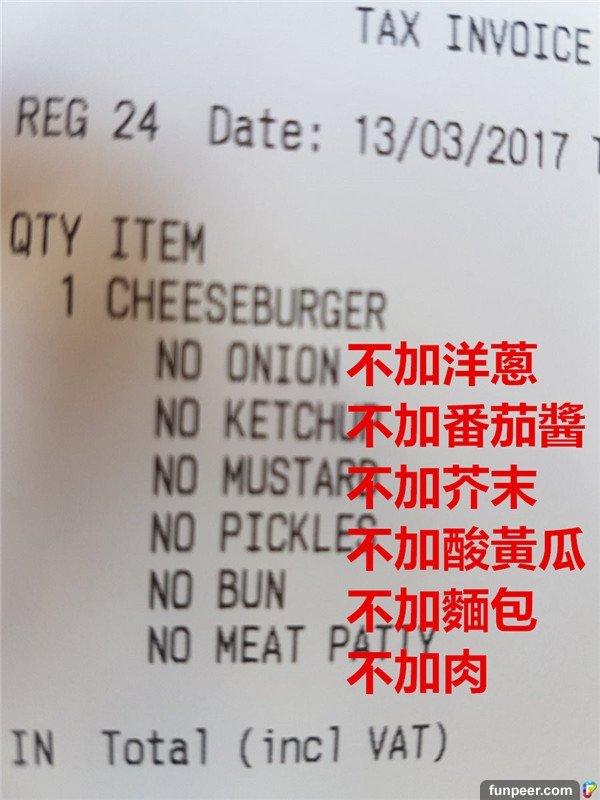 TAX INVOICE
REG 24 Date: 13/03/2017
QTY ITEM
1 CHEESEBURGER
NO ONION 不加洋蔥
NO KETCHUP 不加番茄醬
NO MUSTARD 不加芥末
NO PICKLES 不加酸黃瓜
NO BUN 不加麵包
NO MEAT PATTY 不加肉
IN Total (incl VAT)
funpeer.com